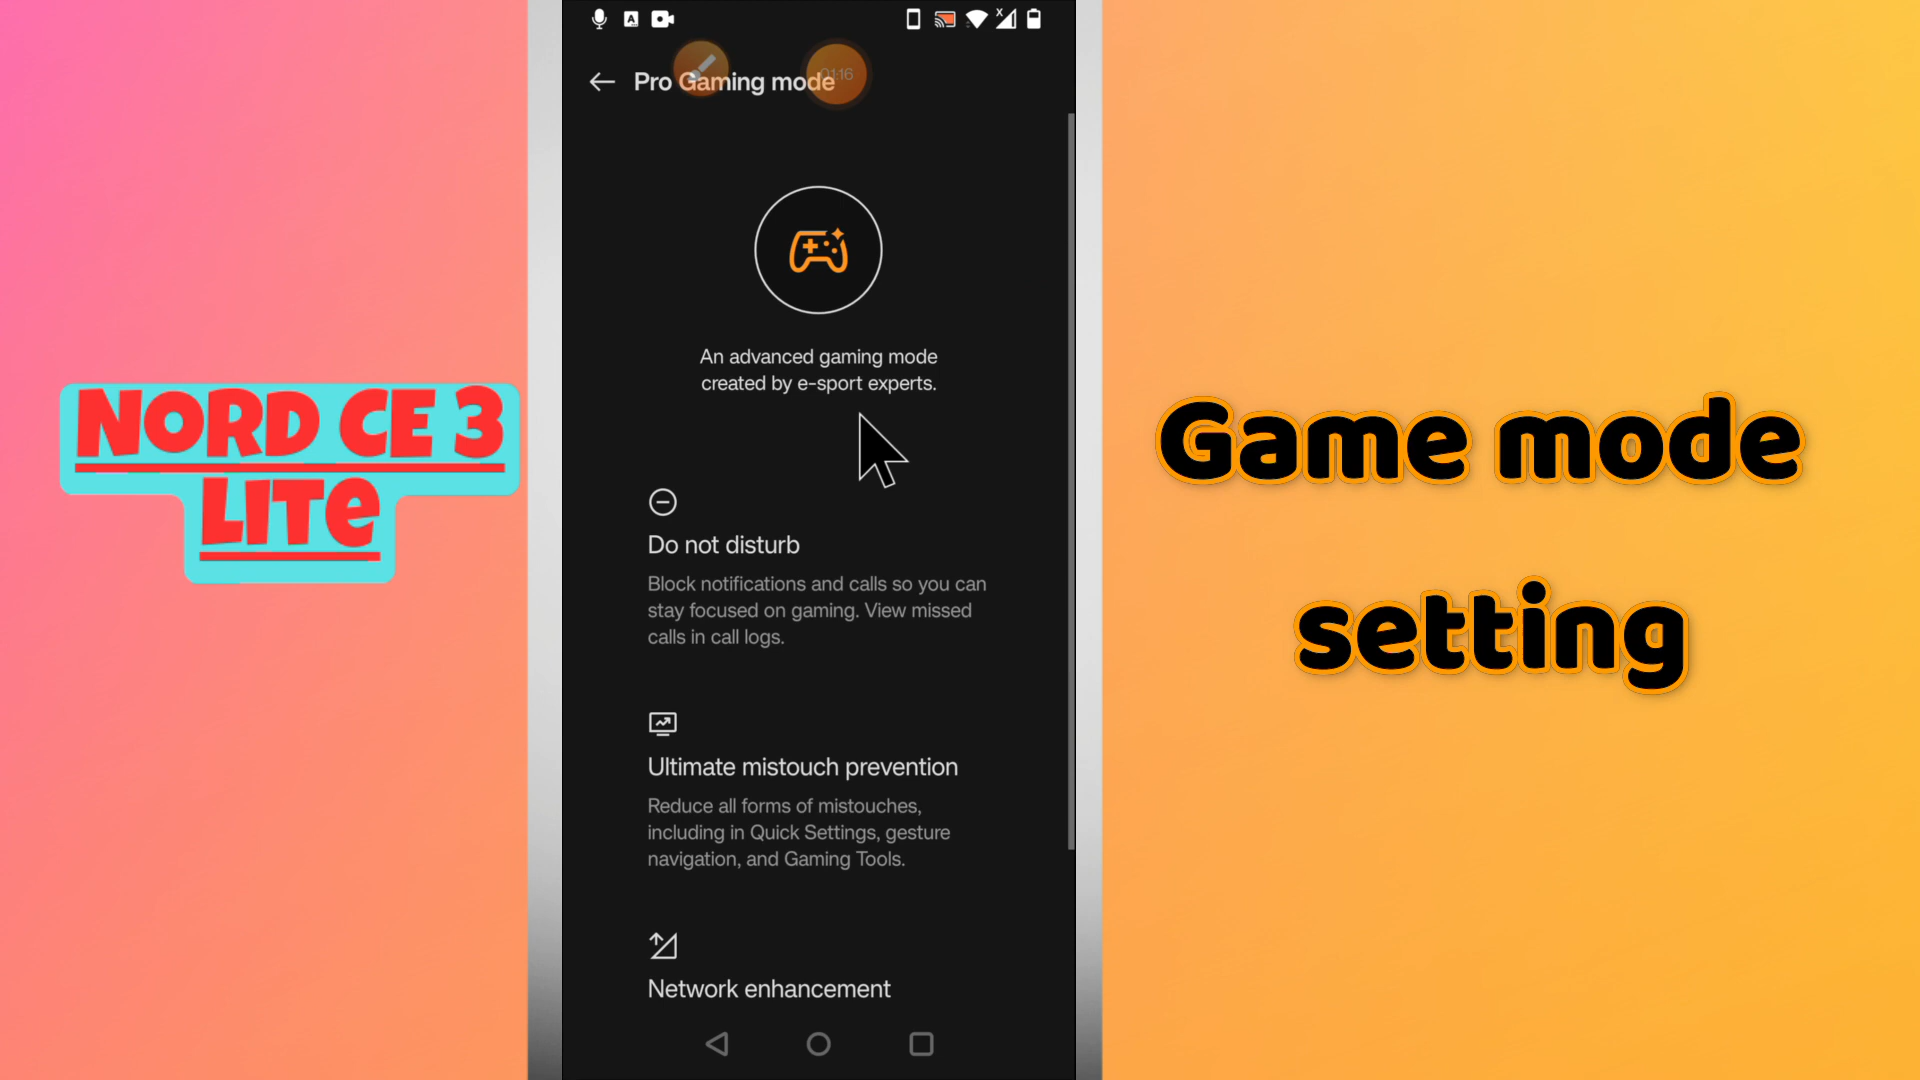 A
X
Pro Gaming mode
01:16
An advanced gaming mode
created by e-sport experts.
Do not disturb
Block notifications and calls so you can
stay focused on gaming. View missed
calls in call logs.
Ultimate mistouch prevention
Reduce all forms of mistouches,
including in Quick Settings, gesture
navigation, and Gaming Tools.
Network enhancement
NORD CE 3
LITe
Game mode
setting